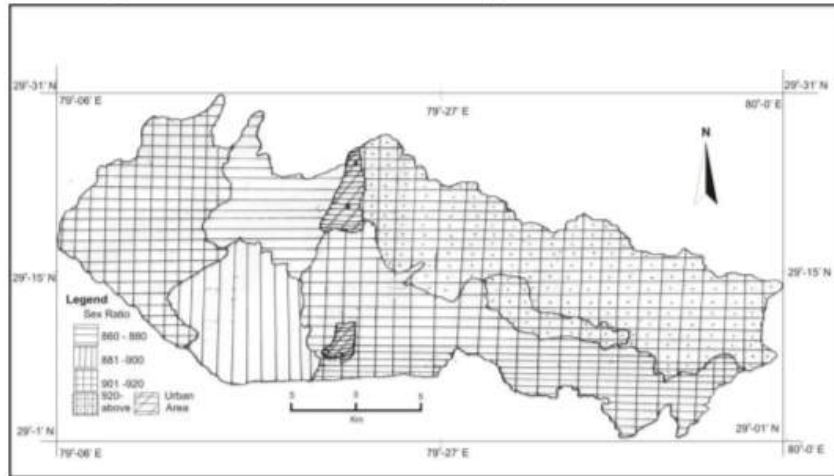 29°-31' N
79°-06' E
79°-27' E
80°-0' E
29°-31' N
N
29°-15' N
29°-15' N
Legend
Sex Ratio
860 - 880
881 -900
901 -920
920-
above
Urban
Area
5
0
5
Km
29°-1' N
79°-06' E
79°-27' E
29°-01' N
80°-0' E